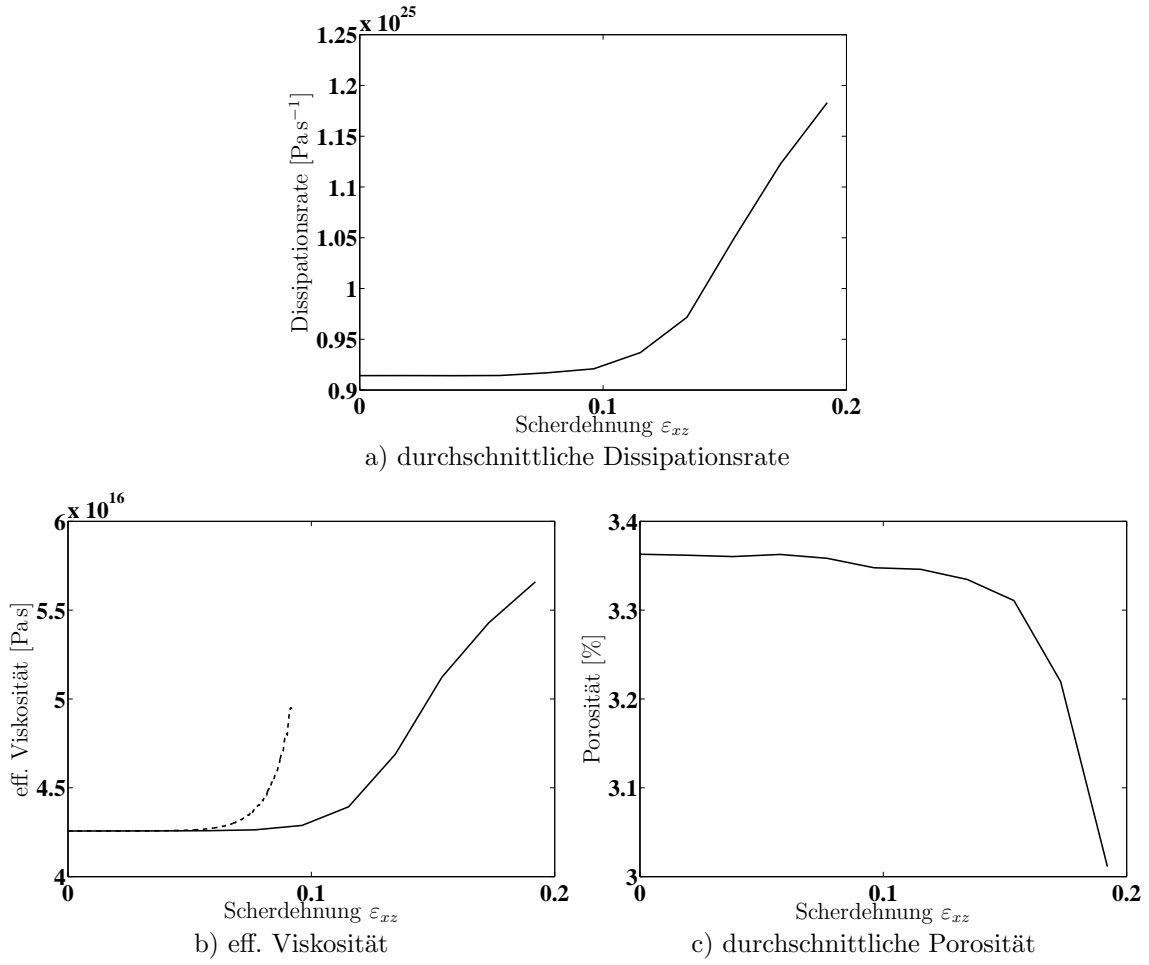 x 10^25
1.25
1.2
1.15
1.1
1.05
1
0.95
0.9
Dissipationsrate [Pa s⁻¹]
0 0.1 0.2
Scherdehnung ε_xz
a) durchschnittliche Dissipationsrate
x 10^16
6
5.5
5
4.5
4
eff. Viskosität [Pa s]
0 0.1 0.2
Scherdehnung ε_xz
b) eff. Viskosität
3.4
3.3
3.2
3.1
3
Porosität [%]
0 0.1 0.2
Scherdehnung ε_xz
c) durchschnittliche Porosität